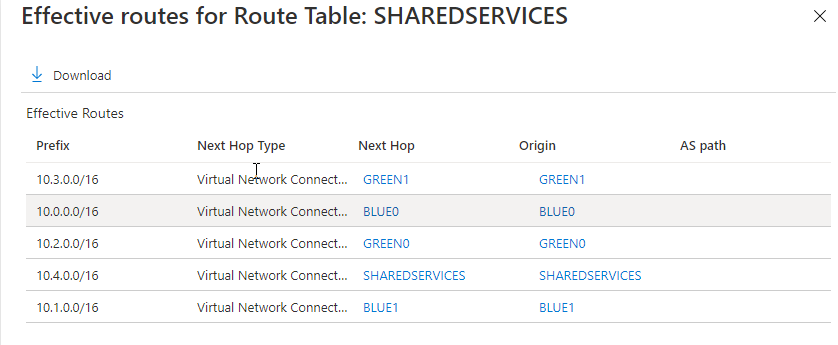 Effective routes for Route Table: SHAREDSERVICES
Download
Effective Routes
Prefix Next Hop Type Next Hop Origin AS path
10.3.0.0/16 Virtual Network Connect... GREEN1 GREEN1
10.0.0.0/16 Virtual Network Connect... BLUE0 BLUE0
10.2.0.0/16 Virtual Network Connect... GREEN0 GREEN0
10.4.0.0/16 Virtual Network Connect... SHAREDSERVICES SHAREDSERVICES
10.1.0.0/16 Virtual Network Connect... BLUE1 BLUE1